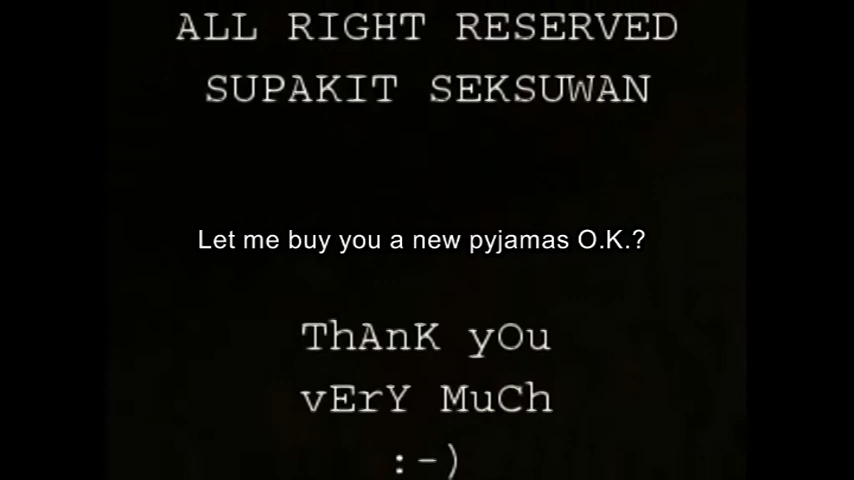 ALL RIGHT RESERVED
SUPAKIT SEKSUWAN
Let me buy you a new pyjamas O.K.?
ThAnK yOu
vErY MuCh
:-)